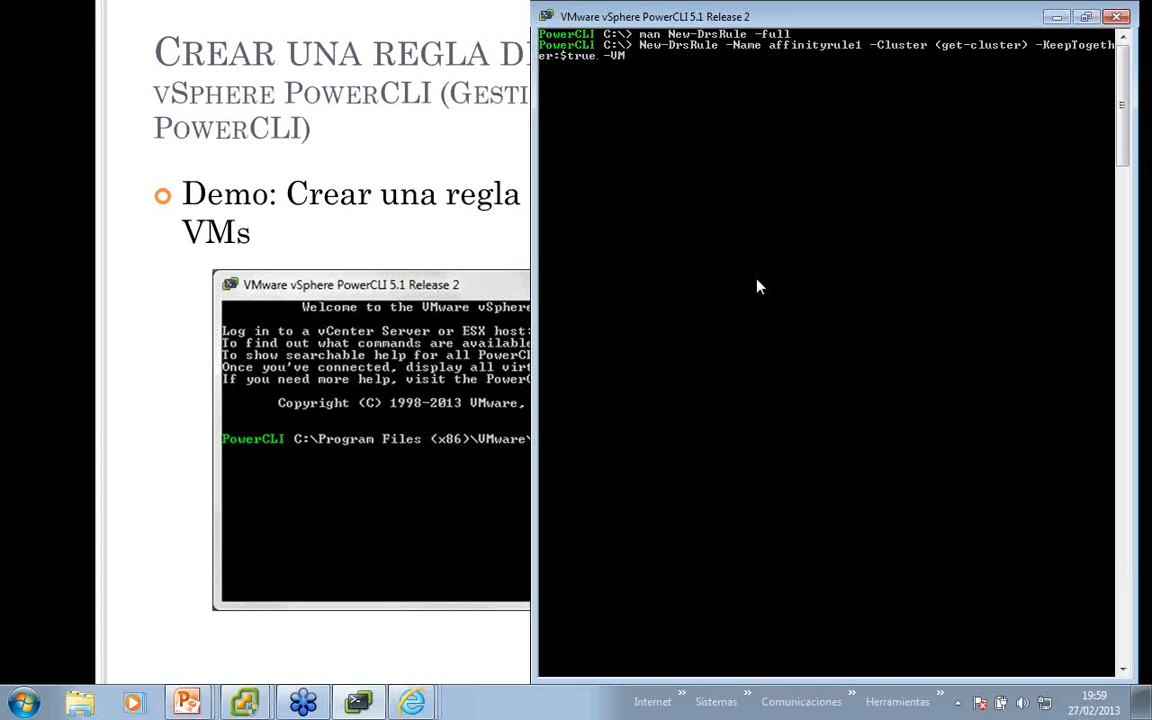 CREAR UNA REGLA D
VSPHERE POWERCLI (GESTI
POWERCLI)
Demo: Crear una regla
VMs
VMware vSphere PowerCLI 5.1 Release 2
Welcome to the VMware vSphere
Log in to a vCenter Server or ESX host:
To find out what commands are available
To show searchable help for all PowerCL
Once you've connected, display all virt
If you need more help, visit the Power
Copyright (C) 1998-2013 VMware,
PowerCLI C:\Program Files (x86)\VMware\
VMware vSphere PowerCLI 5.1 Release 2
PowerCLI C:\> man New-DrsRule -full
PowerCLI C:\> New-DrsRule -Name affinityrule1 -Cluster (get-cluster) -KeepTogeth
er:$true -VM
Internet » Sistemas » Comunicaciones » Herramientas »
19:59
27/02/2013